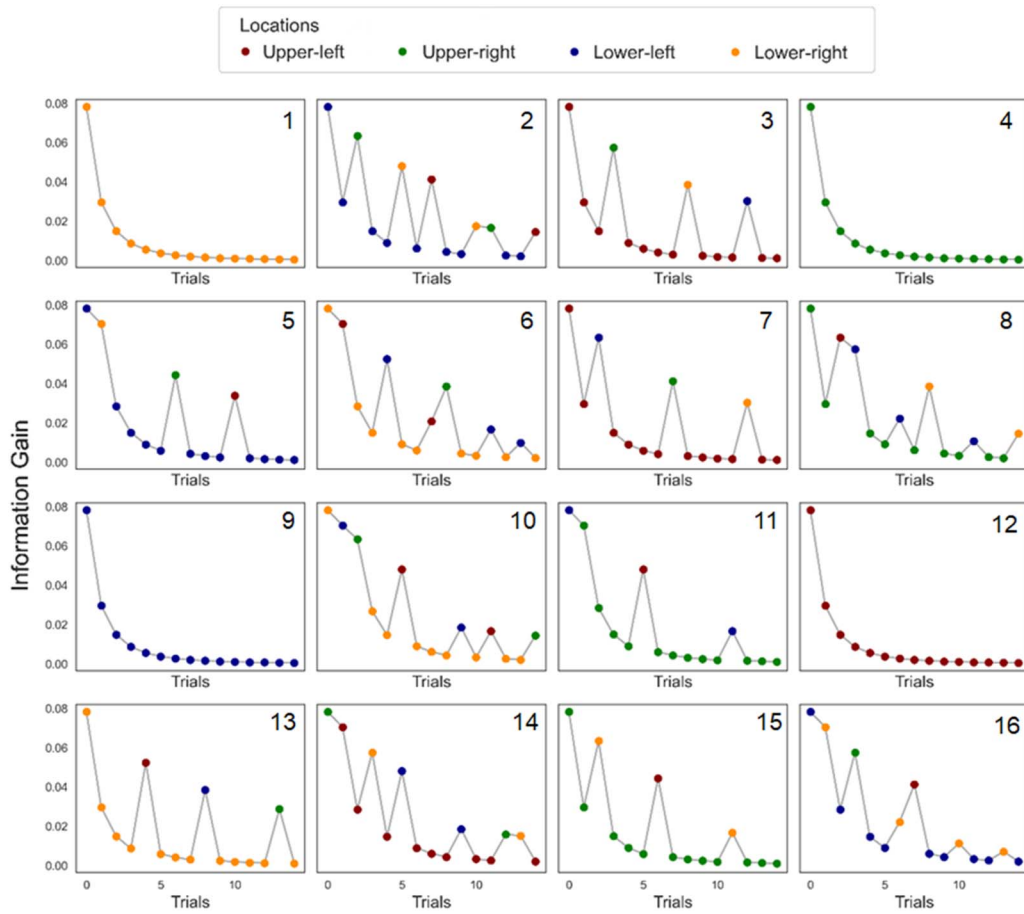 Locations
Upper-left Upper-right Lower-left Lower-right
0.08 1 2 3 4
0.06
0.04
0.02
0.00
Trials Trials Trials Trials
0.08 5 6 7 8
0.06
0.04
0.02
0.00
Trials Trials Trials Trials
Information Gain
0.08 9 10 11 12
0.06
0.04
0.02
0.00
Trials Trials Trials Trials
0.08 13 14 15 16
0.06
0.04
0.02
0.00
0 5 10 0 5 10 0 5 10 0 5 10
Trials Trials Trials Trials